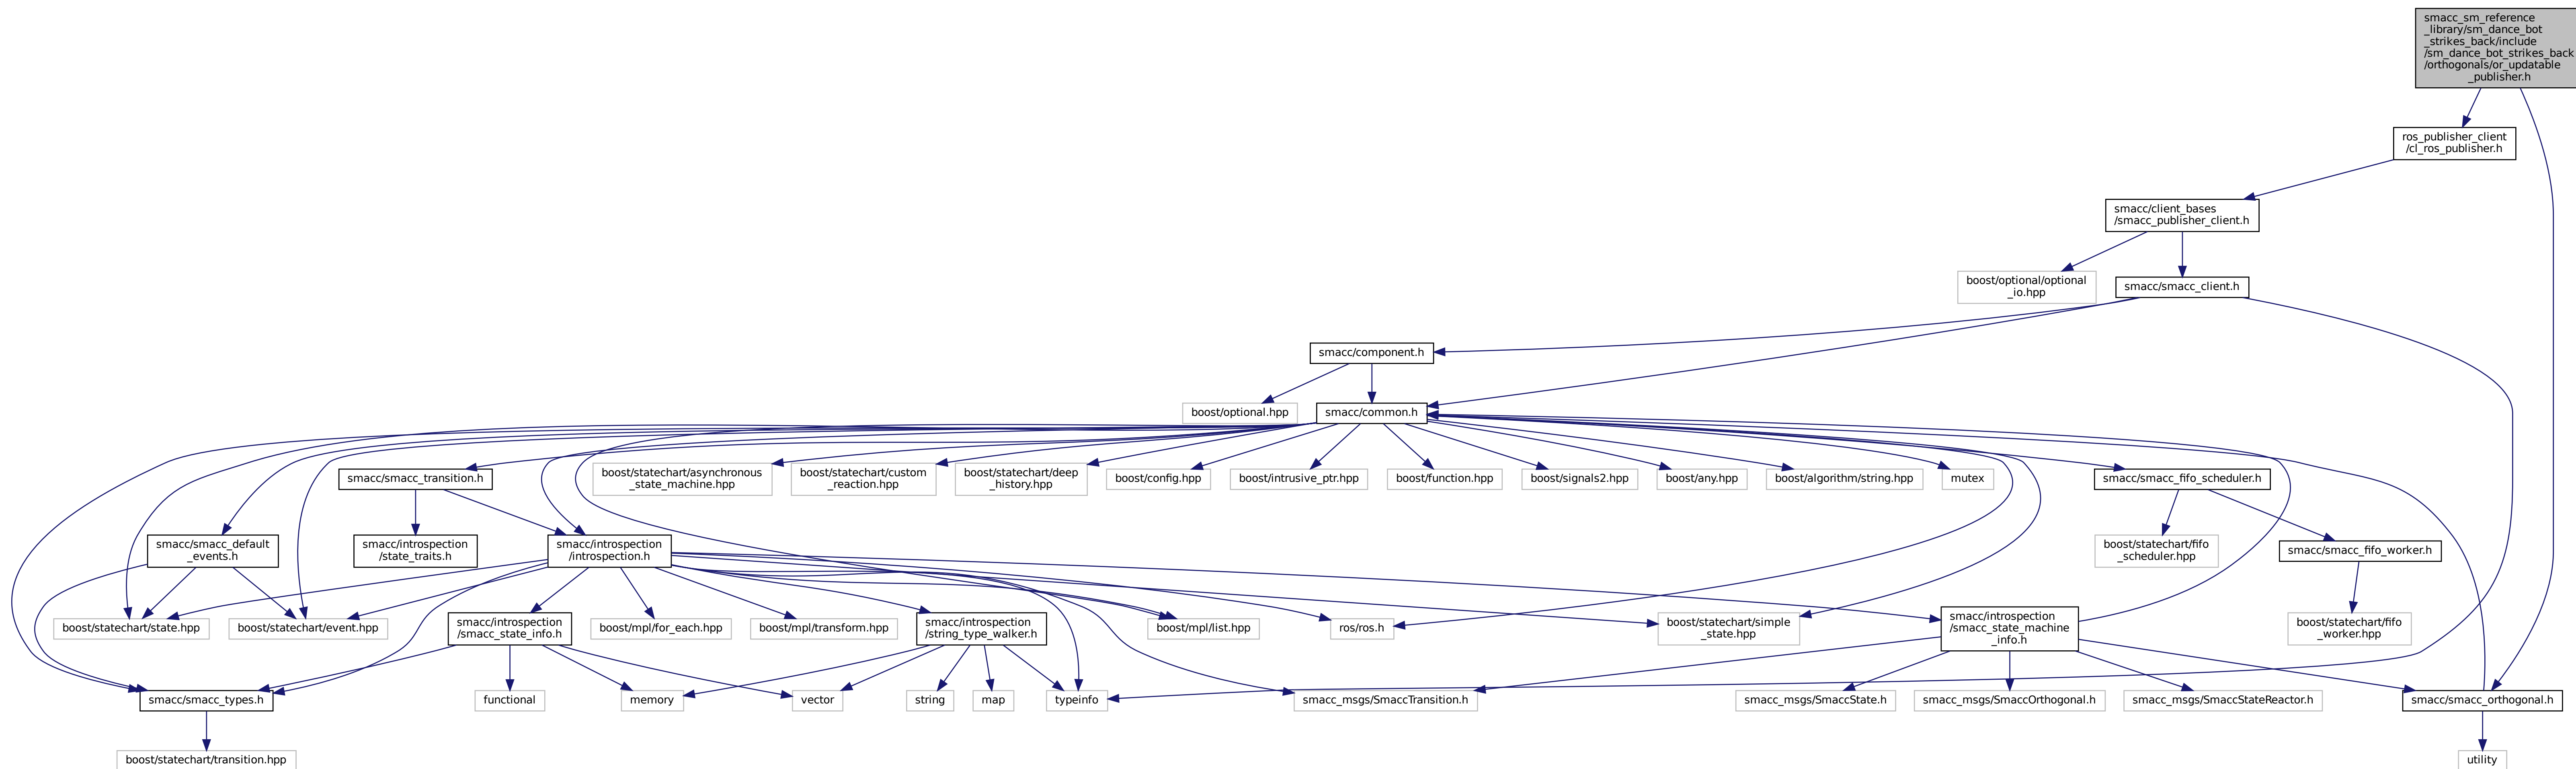 smacc_sm_reference
_library/sm_dance_bot
_strikes_back/include
/sm_dance_bot_strikes_back
/orthogonals/or_updatable
_publisher.h
ros_publisher_client
/cl_ros_publisher.h
smacc/client_bases
/smacc_publisher_client.h
boost/optional/optional
_io.hpp
smacc/smacc_client.h
smacc/component.h
boost/optional.hpp
smacc/common.h
smacc/smacc_transition.h
boost/statechart/asynchronous
_state_machine.hpp
boost/statechart/custom
_reaction.hpp
boost/statechart/deep
_history.hpp
boost/config.hpp
boost/intrusive_ptr.hpp
boost/function.hpp
boost/signals2.hpp
boost/any.hpp
boost/algorithm/string.hpp
mutex
smacc/smacc_fifo_scheduler.h
smacc/smacc_default
_events.h
smacc/introspection
/state_traits.h
smacc/introspection
/introspection.h
boost/statechart/fifo
_scheduler.hpp
smacc/smacc_fifo_worker.h
boost/statechart/state.hpp
boost/statechart/event.hpp
smacc/introspection
/smacc_state_info.h
boost/mpl/for_each.hpp
boost/mpl/transform.hpp
smacc/introspection
/string_type_walker.h
boost/mpl/list.hpp
ros/ros.h
boost/statechart/simple
_state.hpp
smacc/introspection
/smacc_state_machine
_info.h
boost/statechart/fifo
_worker.hpp
smacc/smacc_types.h
functional
memory
vector
string
map
typeinfo
smacc_msgs/SmaccTransition.h
smacc_msgs/SmaccState.h
smacc_msgs/SmaccOrthogonal.h
smacc_msgs/SmaccStateReactor.h
smacc/smacc_orthogonal.h
boost/statechart/transition.hpp
utility